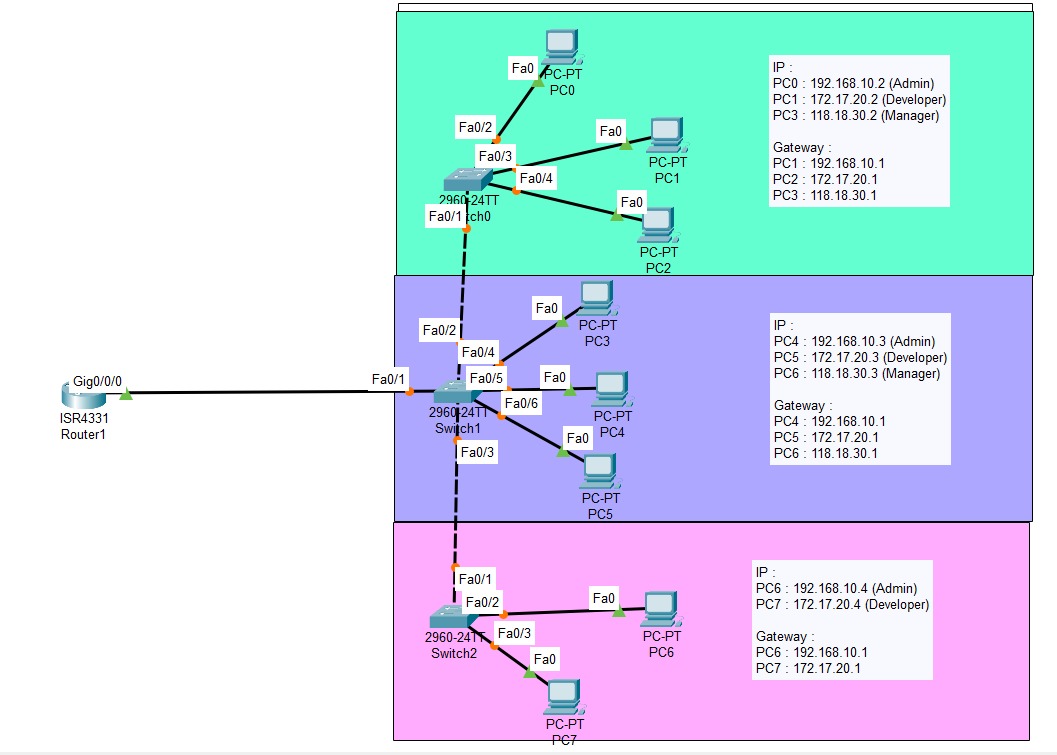 Fa0
PC-PT
PC0
Fa0/2
Fa0
Fa0/3
PC-PT
PC1
Fa0/4
2960-24TT
tch0
Fa0
Fa0/1
PC-PT
PC2
IP :
PC0 : 192.168.10.2 (Admin)
PC1 : 172.17.20.2 (Developer)
PC3 : 118.18.30.2 (Manager)
Gateway :
PC1 : 192.168.10.1
PC2 : 172.17.20.1
PC3 : 118.18.30.1
Fa0
PC-PT
PC3
Fa0/2
Fa0/4
Gig0/0/0
ISR4331
Router1
Fa0/1
Fa0/5
Fa0
Fa0/6
2960-24TT
Switch1
PC-PT
PC4
Fa0/3
Fa0
PC-PT
PC5
IP :
PC4 : 192.168.10.3 (Admin)
PC5 : 172.17.20.3 (Developer)
PC6 : 118.18.30.3 (Manager)
Gateway :
PC4 : 192.168.10.1
PC5 : 172.17.20.1
PC6 : 118.18.30.1
Fa0/1
Fa0/2
Fa0
2960-24TT
Switch2
Fa0/3
PC-PT
PC6
Fa0
PC-PT
PC7
IP :
PC6 : 192.168.10.4 (Admin)
PC7 : 172.17.20.4 (Developer)
Gateway :
PC6 : 192.168.10.1
PC7 : 172.17.20.1